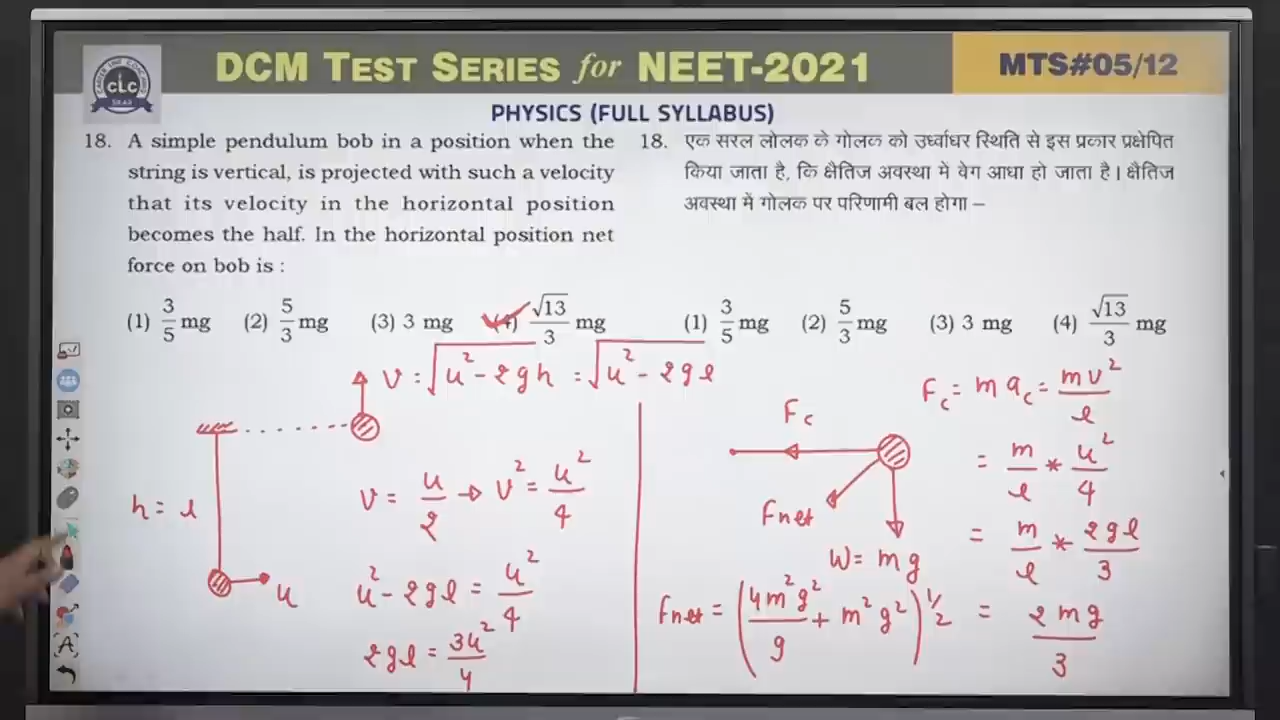 DCM TEST SERIES for NEET-2021
MTS#05/12
CLC
SIKAR
PHYSICS (FULL SYLLABUS)
18. A simple pendulum bob in a position when the
string is vertical, is projected with such a velocity
that its velocity in the horizontal position
becomes the half. In the horizontal position net
force on bob is :
(1) 3/5 mg (2) 5/3 mg (3) 3 mg (4) √13/3 mg
18. एक सरल लोलक के गोलक को उर्ध्वाधर स्थिति से इस प्रकार प्रक्षेपित
किया जाता है, कि क्षैतिज अवस्था मे वेग आधा हो जाता है। क्षैतिज
अवस्था में गोलक पर परिणामी बल होगा –
(1) 3/5 mg (2) 5/3 mg (3) 3 mg (4) √13/3 mg
V = √u² - 2gh = √u² - 2gl
h = l
u
V = u/2 → V² = u²/4
u² - 2gl = u²/4
2gl = 3u²/4
Fc
Fnet
W = mg
Fc = m ac = mv²/l
= m/l * u²/4
= m/l * 2gl/3
= 2mg/3
Fnet = (4m²g²/9 + m²g²)^1/2